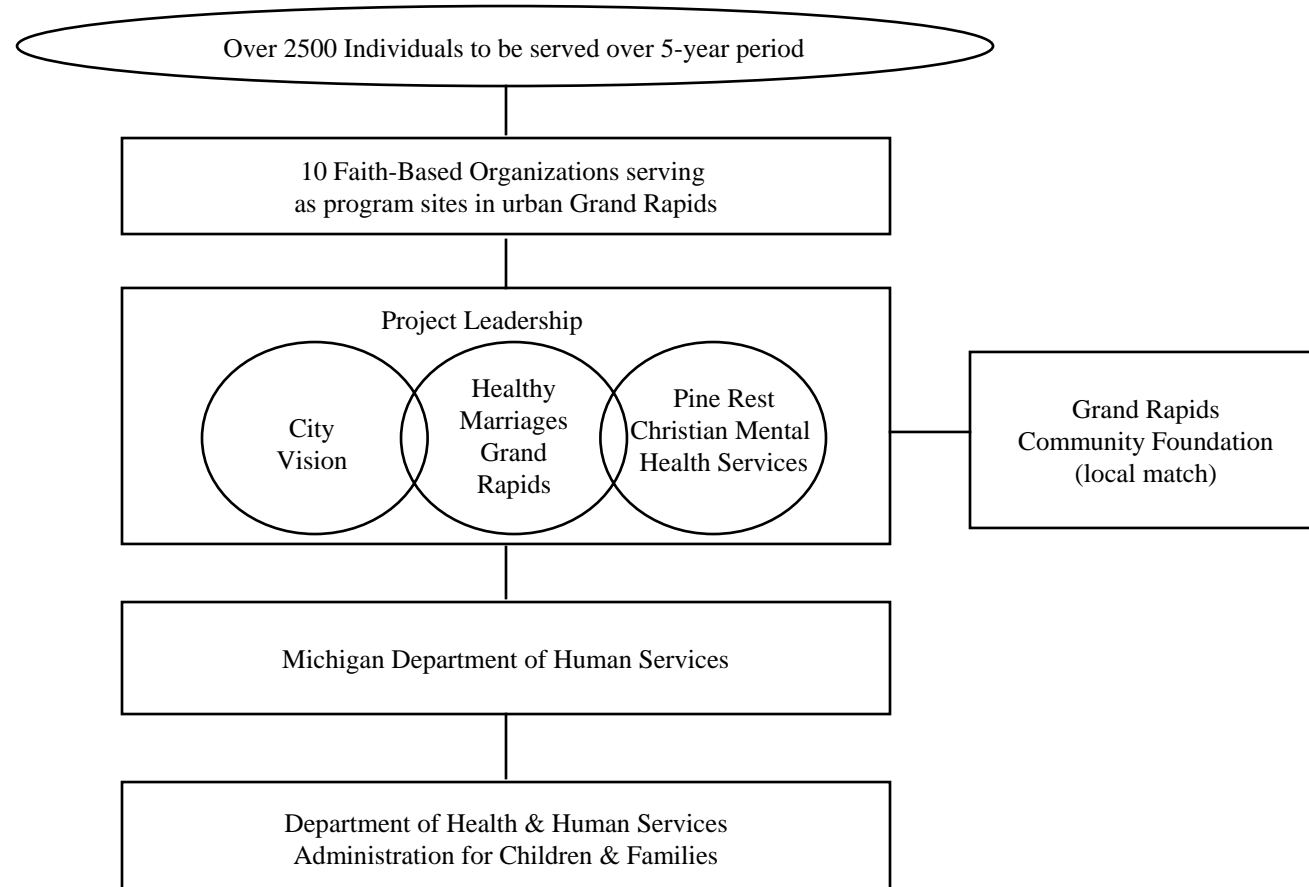 Over 2500 Individuals to be served over 5-year period
10 Faith-Based Organizations serving
as program sites in urban Grand Rapids
Project Leadership
City
Vision
Healthy
Marriages
Grand
Rapids
Pine Rest
Christian Mental
Health Services
Grand Rapids
Community Foundation
(local match)
Michigan Department of Human Services
Department of Health & Human Services
Administration for Children & Families